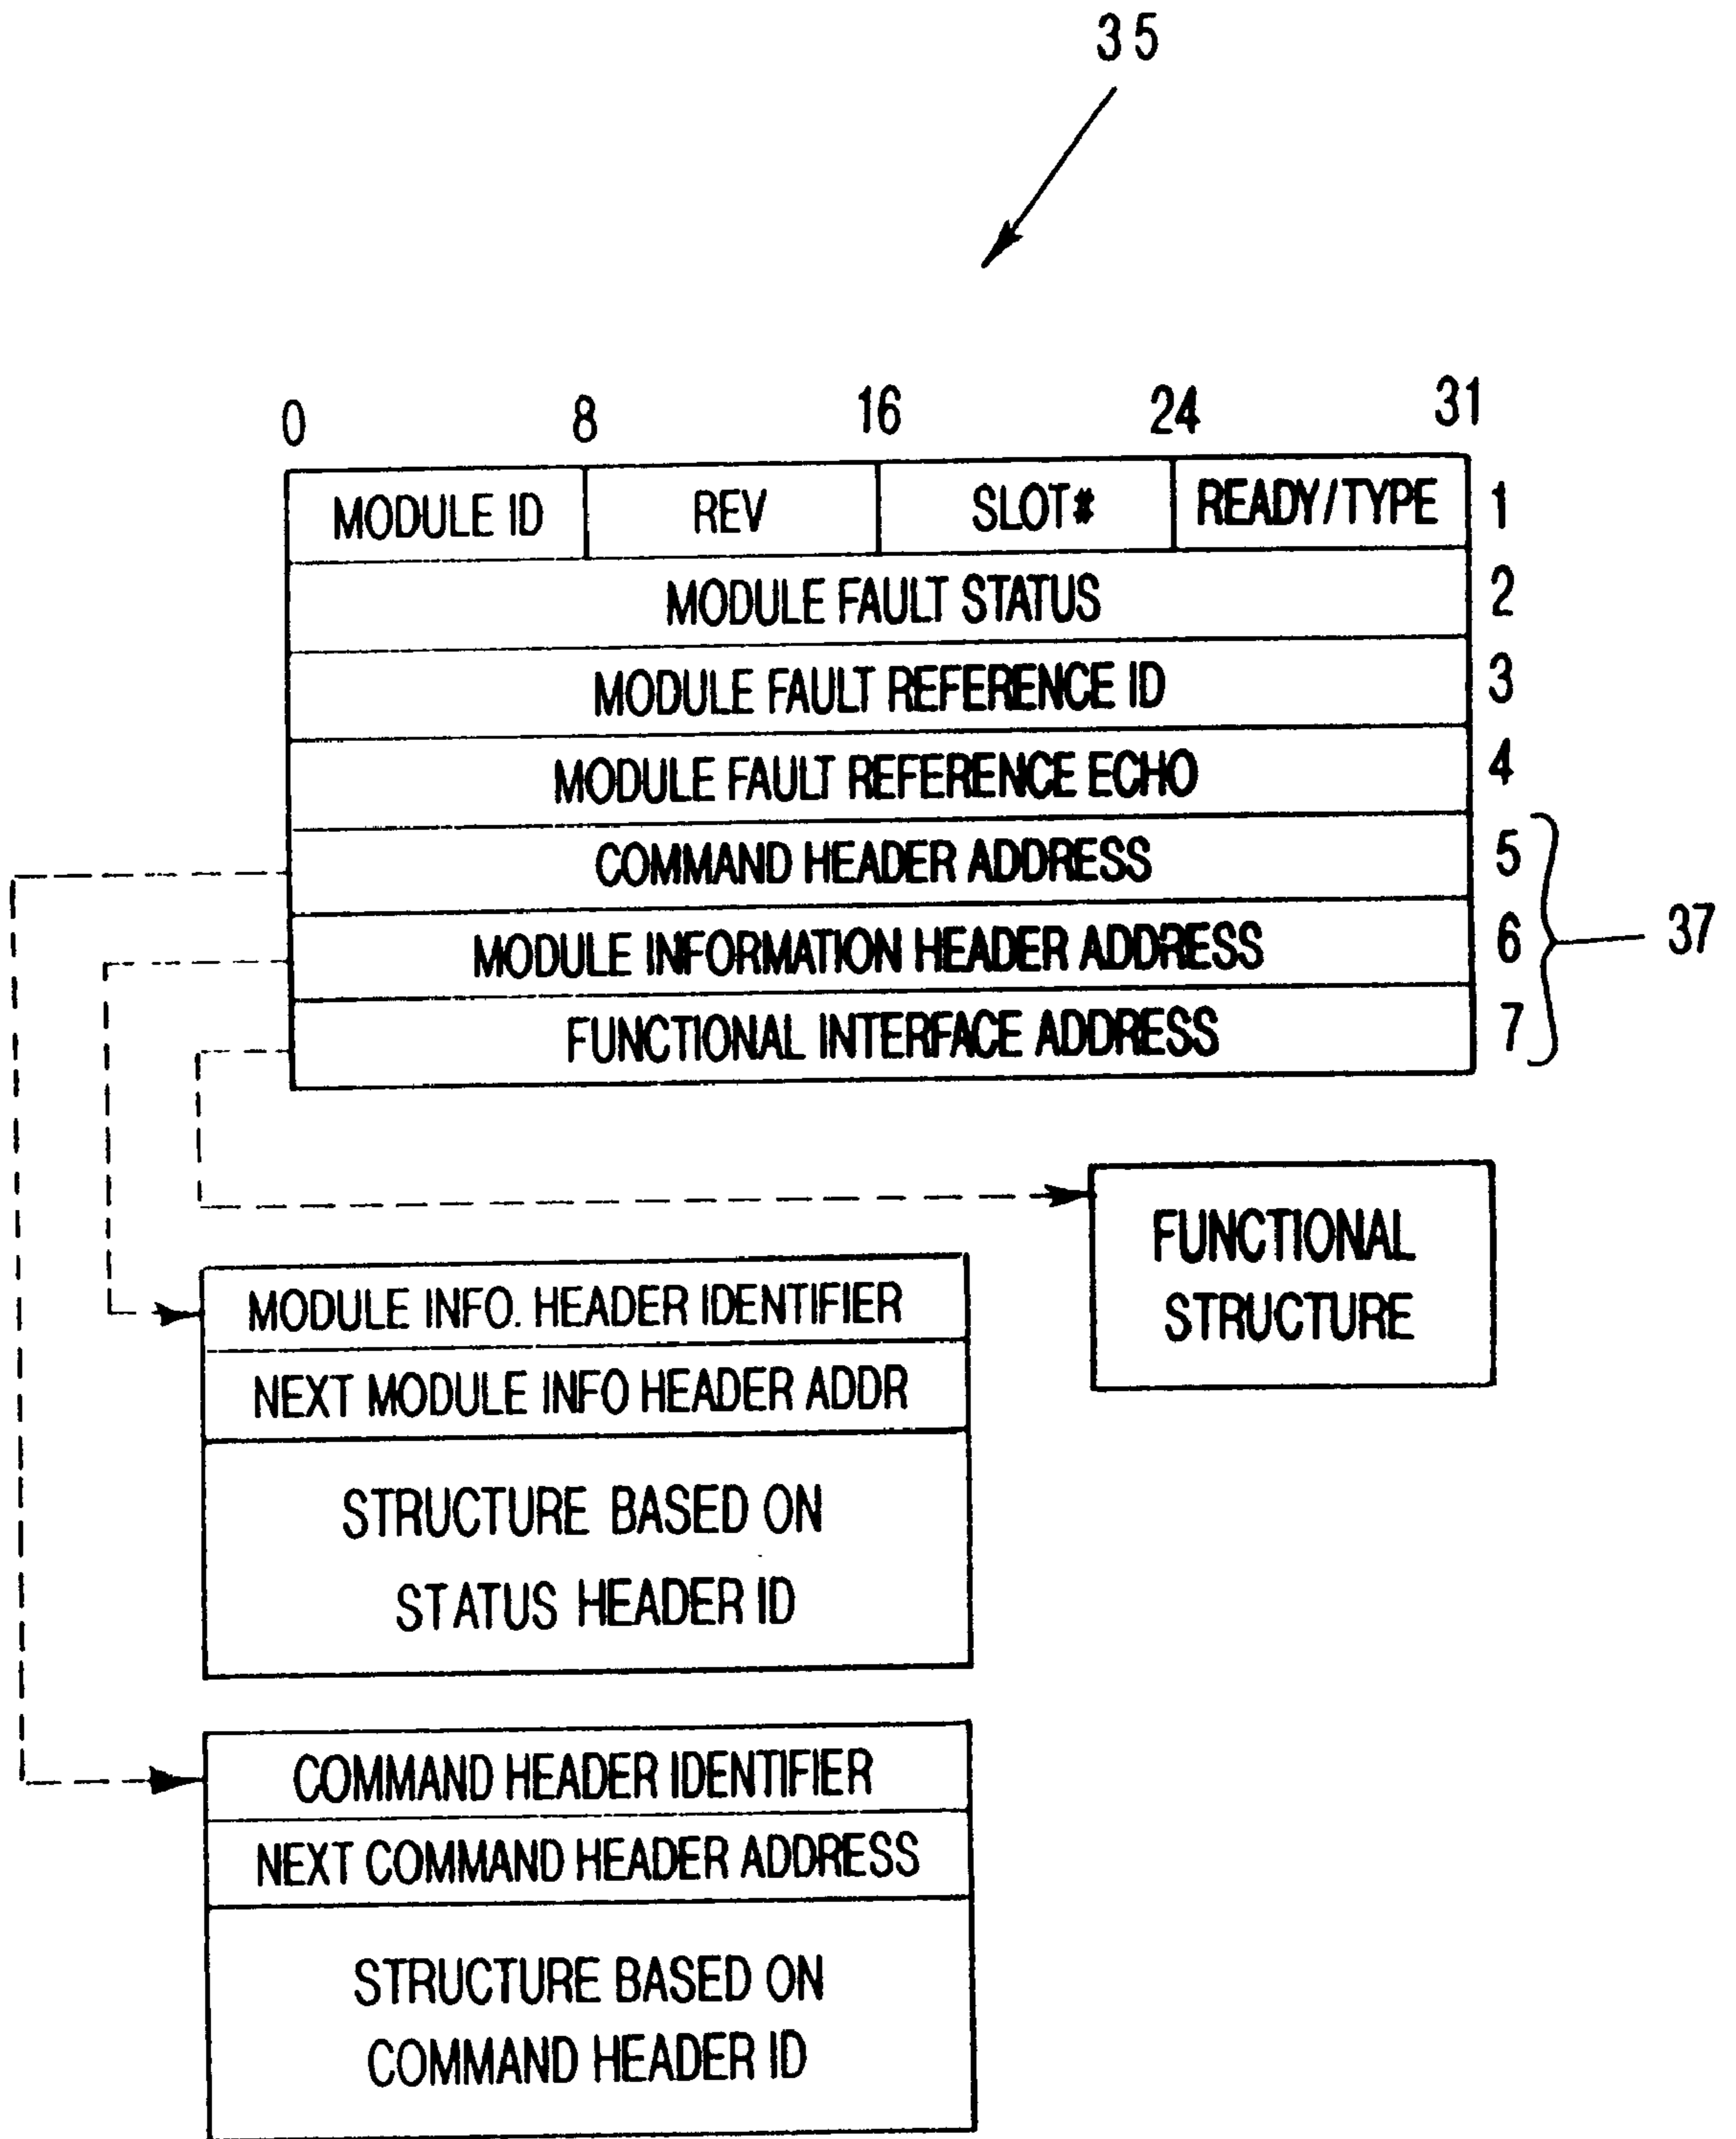 35
0 8 16 24 31
MODULE ID REV SLOT# READY/TYPE 1
MODULE FAULT STATUS 2
MODULE FAULT REFERENCE ID 3
MODULE FAULT REFERENCE ECHO 4
COMMAND HEADER ADDRESS 5
MODULE INFORMATION HEADER ADDRESS 6 37
FUNCTIONAL INTERFACE ADDRESS 7
FUNCTIONAL
STRUCTURE
MODULE INFO. HEADER IDENTIFIER
NEXT MODULE INFO HEADER ADDR
STRUCTURE BASED ON
STATUS HEADER ID
COMMAND HEADER IDENTIFIER
NEXT COMMAND HEADER ADDRESS
STRUCTURE BASED ON
COMMAND HEADER ID